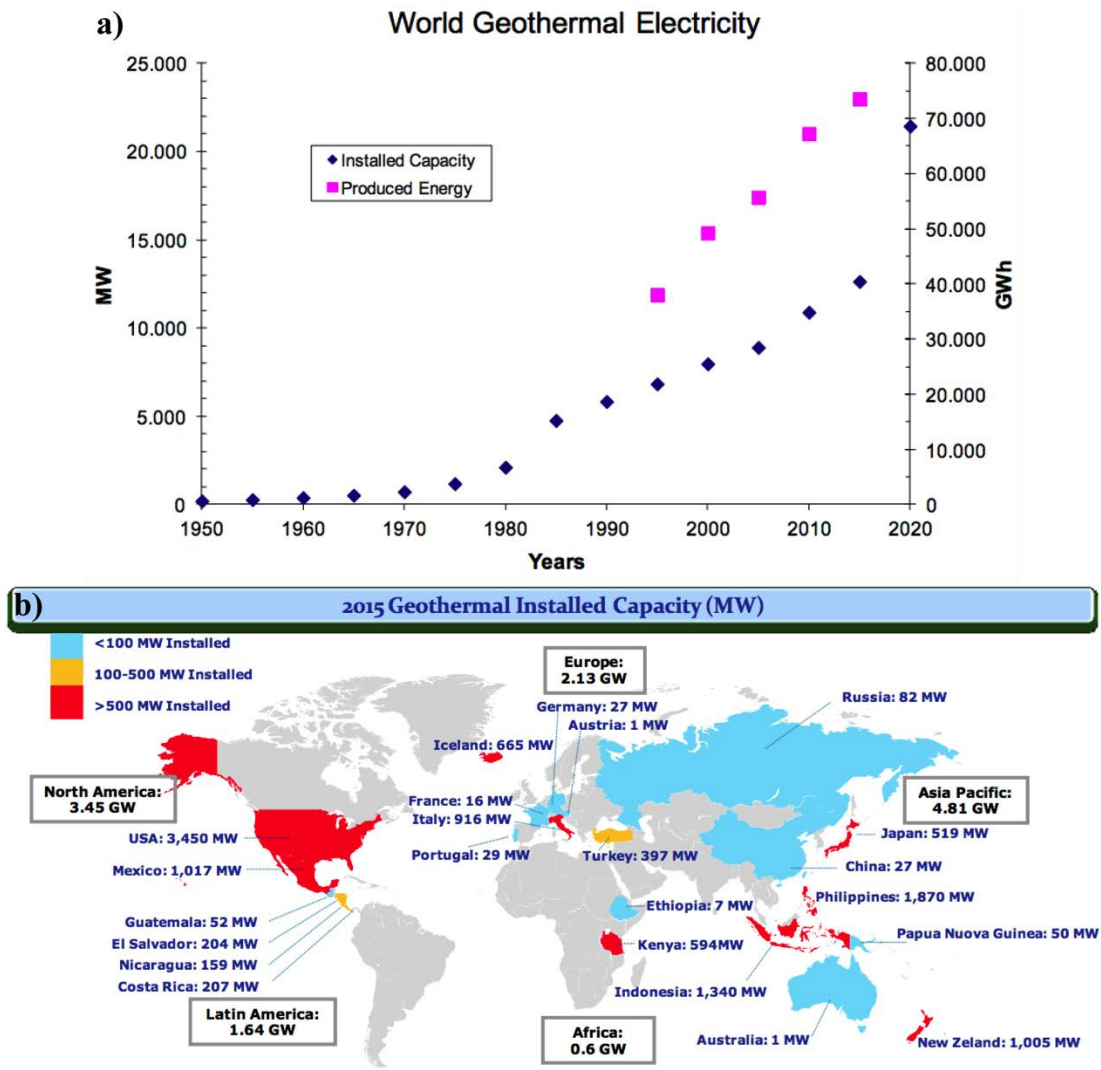 a)
World Geothermal Electricity
25.000
20.000
15.000
10.000
5.000
0
MW
80.000
70.000
60.000
50.000
40.000
30.000
20.000
10.000
0
GWh
Installed Capacity
Produced Energy
1950
1960
1970
1980
1990
2000
2010
2020
Years
b)
2015 Geothermal Installed Capacity (MW)
<100 MW Installed
100-500 MW Installed
>500 MW Installed
Europe:
2.13 GW
Germany: 27 MW
Austria: 1 MW
Russia: 82 MW
Iceland: 665 MW
North America:
3.45 GW
France: 16 MW
Italy: 916 MW
Asia Pacific:
4.81 GW
USA: 3,450 MW
Portugal: 29 MW
Turkey: 397 MW
Japan: 519 MW
Mexico: 1,017 MW
China: 27 MW
Philippines: 1,870 MW
Guatemala: 52 MW
Ethiopia: 7 MW
El Salvador: 204 MW
Kenya: 594MW
Papua Nuova Guinea: 50 MW
Nicaragua: 159 MW
Costa Rica: 207 MW
Indonesia: 1,340 MW
Latin America:
1.64 GW
Africa:
0.6 GW
Australia: 1 MW
New Zeland: 1,005 MW